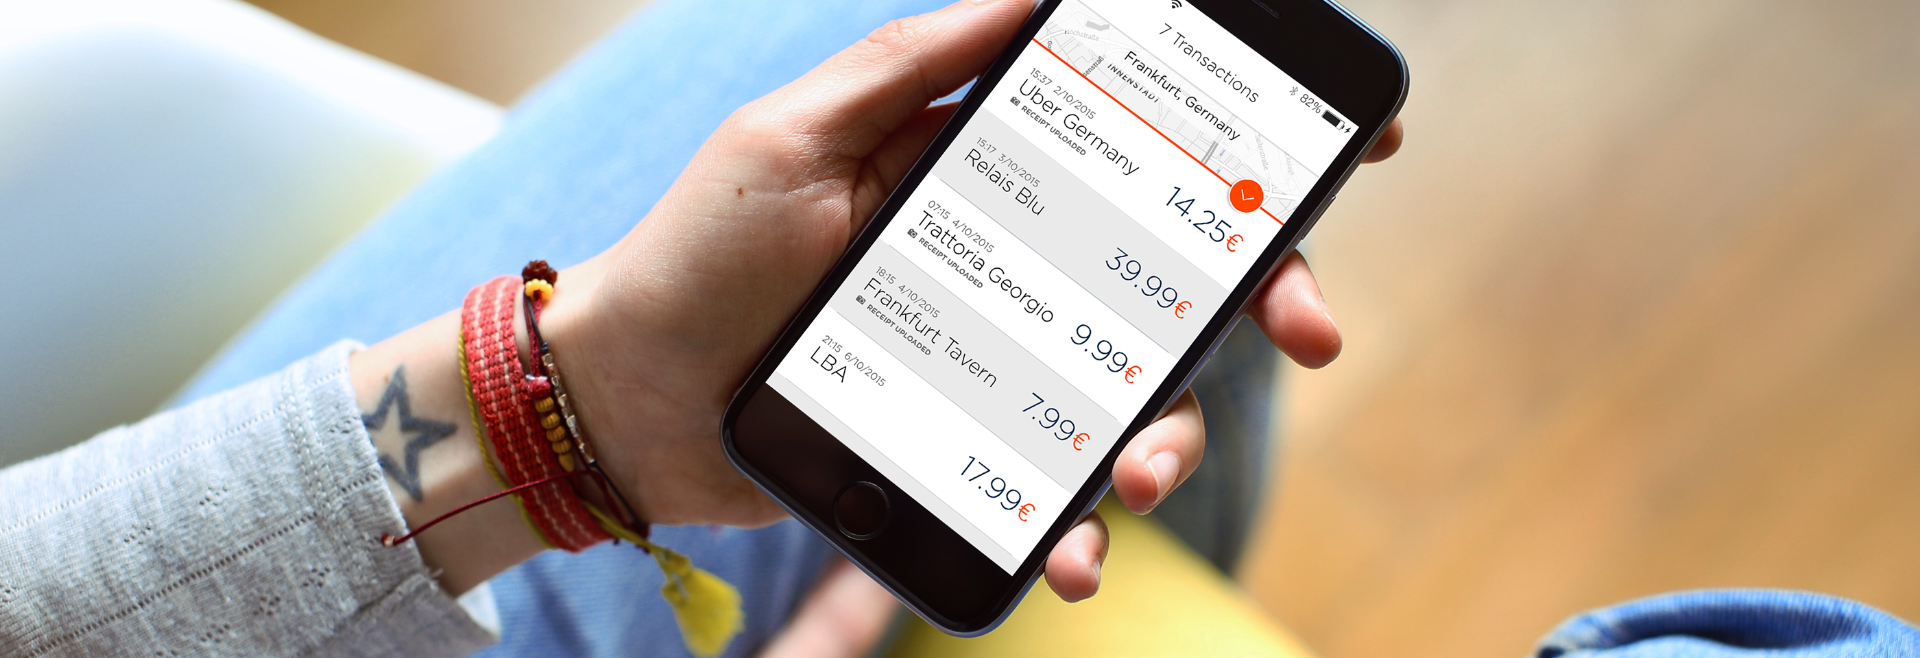 7 Transactions
82%
Frankfurt, Germany
INNENSTADT
15:37 2/10/2015
Uber Germany
RECEIPT UPLOADED
14.25€
15:17 3/10/2015
Relais Blu
39.99€
07:15 4/10/2015
Trattoria Georgio
RECEIPT UPLOADED
9.99€
18:15 4/10/2015
Frankfurt Tavern
RECEIPT UPLOADED
7.99€
21:15 6/10/2015
LBA
17.99€